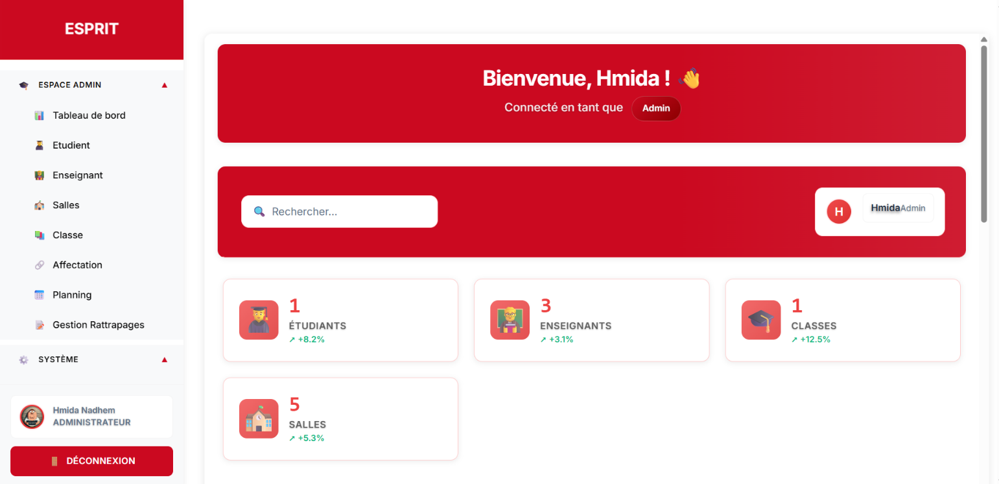 ESPRIT
ESPACE ADMIN
Tableau de bord
Etudient
Enseignant
Salles
Classe
Affectation
Planning
Gestion Rattrapages
SYSTÈME
Hmida Nadhem
ADMINISTRATEUR
DÉCONNEXION
Bienvenue, Hmida !
Connecté en tant que Admin
Rechercher...
H HmidaAdmin
1
ÉTUDIANTS
+8.2%
3
ENSEIGNANTS
+3.1%
1
CLASSES
+12.5%
5
SALLES
+5.3%